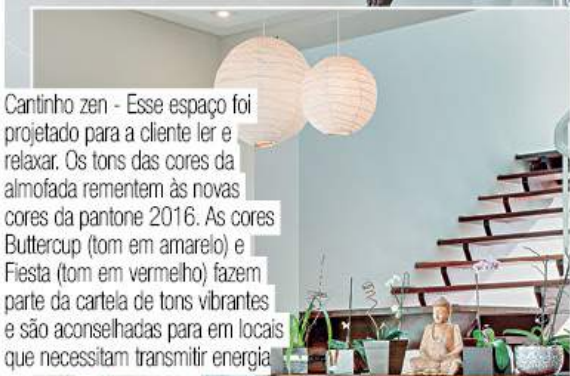 Cantinho zen - Esse espaço foi
projetado para a cliente ler e
relaxar. Os tons das cores da
almofada rementem às novas
cores da pantone 2016. As cores
Buttercup (tom em amarelo) e
Fiesta (tom em vermelho) fazem
parte da cartela de tons vibrantes
e são aconselhadas para em locais
que necessitam transmitir energia